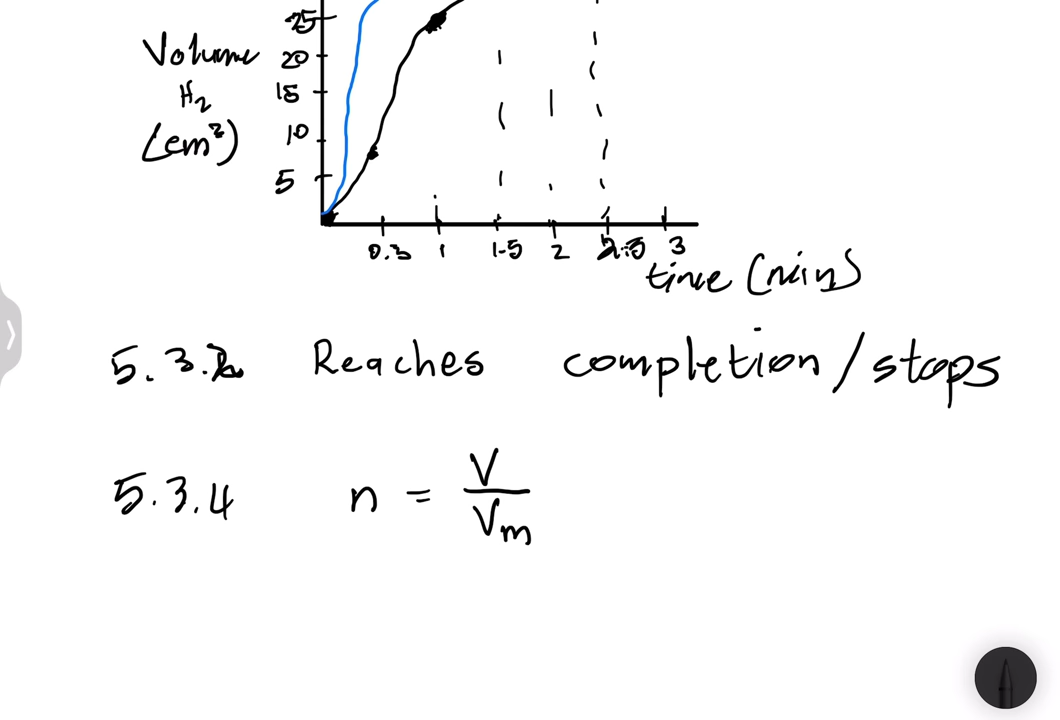 25
Volume
20
H₂
15
(cm³)
10
5
0.3 1 1.5 2 2.5 3
time (min)
5.3.2 Reaches completion/stops
5.3.4 n = V/Vm